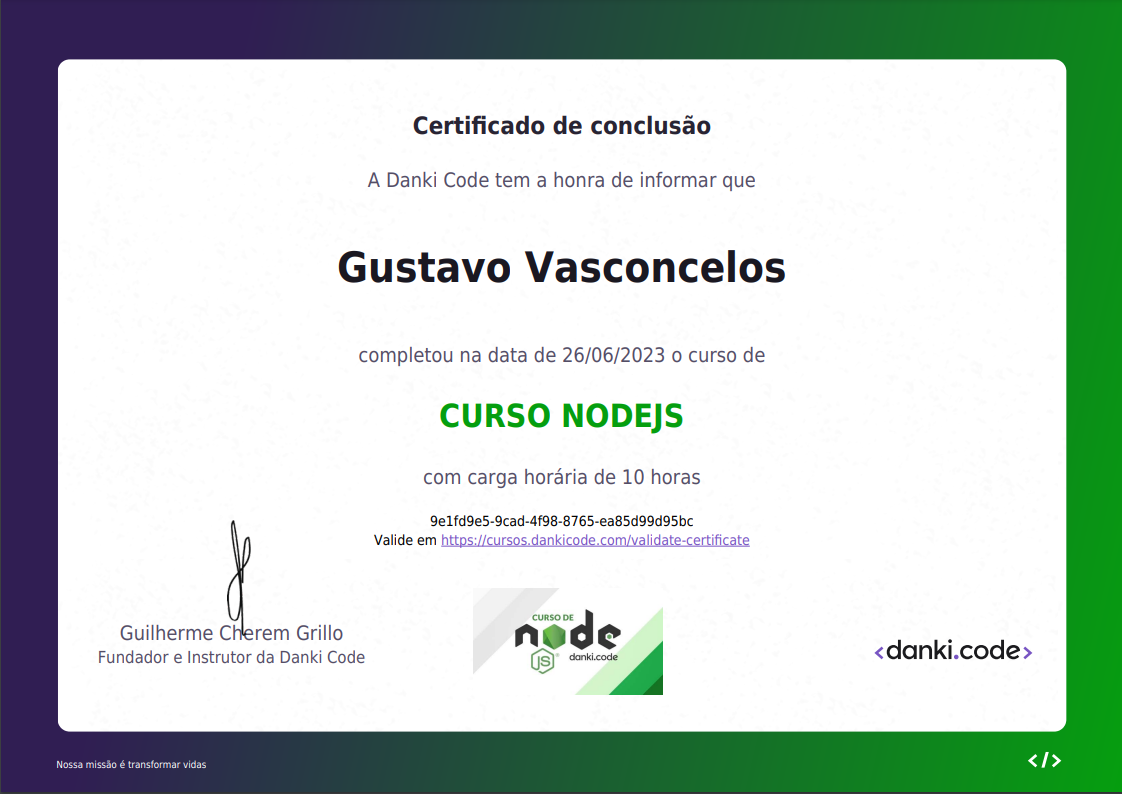 Certificado de conclusão
A Danki Code tem a honra de informar que
Gustavo Vasconcelos
completou na data de 26/06/2023 o curso de
CURSO NODEJS
com carga horária de 10 horas
9e1fd9e5-9cad-4f98-8765-ea85d99d95bc
Valide em https://cursos.dankicode.com/validate-certificate
Guilherme Cherem Grillo
Fundador e Instrutor da Danki Code
CURSO DE
node
JS
danki.code
<danki.code>
Nossa missão é transformar vidas
</>